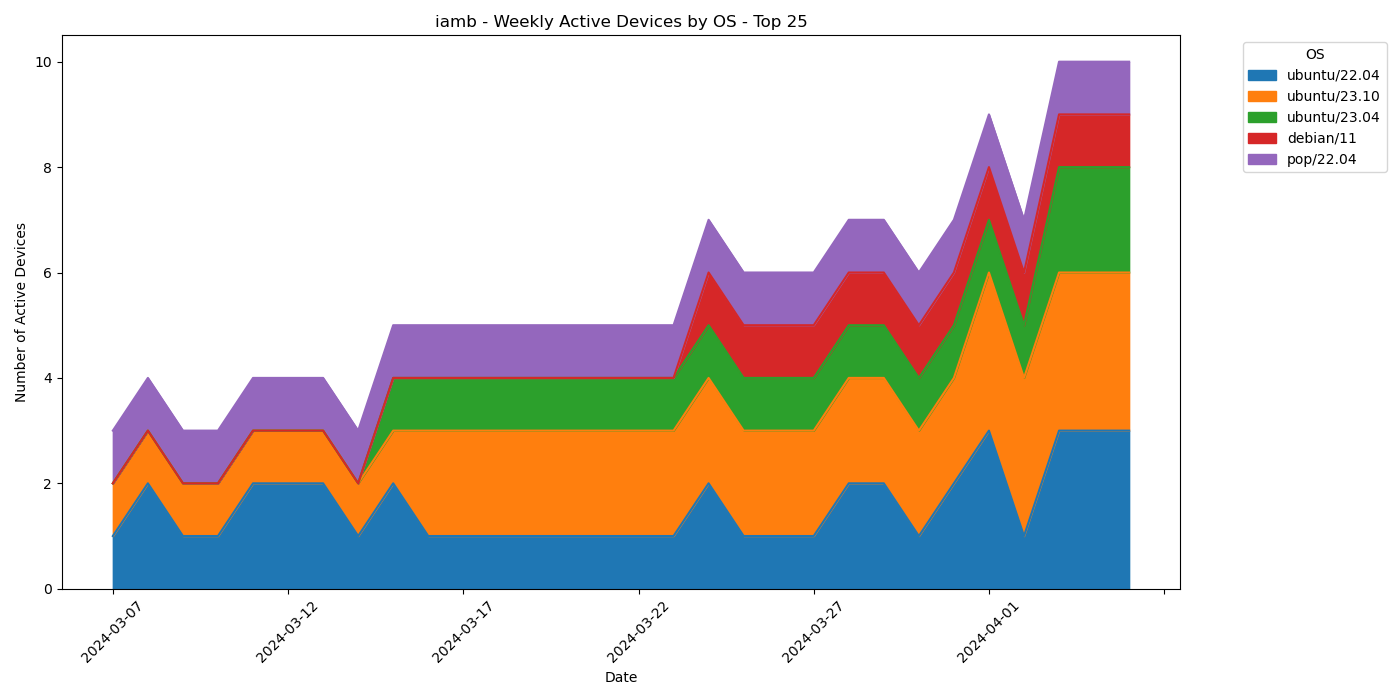 iamb - Weekly Active Devices by OS - Top 25
10
8
6
4
2
0
Number of Active Devices
2024-03-07
2024-03-12
2024-03-17
2024-03-22
2024-03-27
2024-04-01
Date
OS
ubuntu/22.04
ubuntu/23.10
ubuntu/23.04
debian/11
pop/22.04